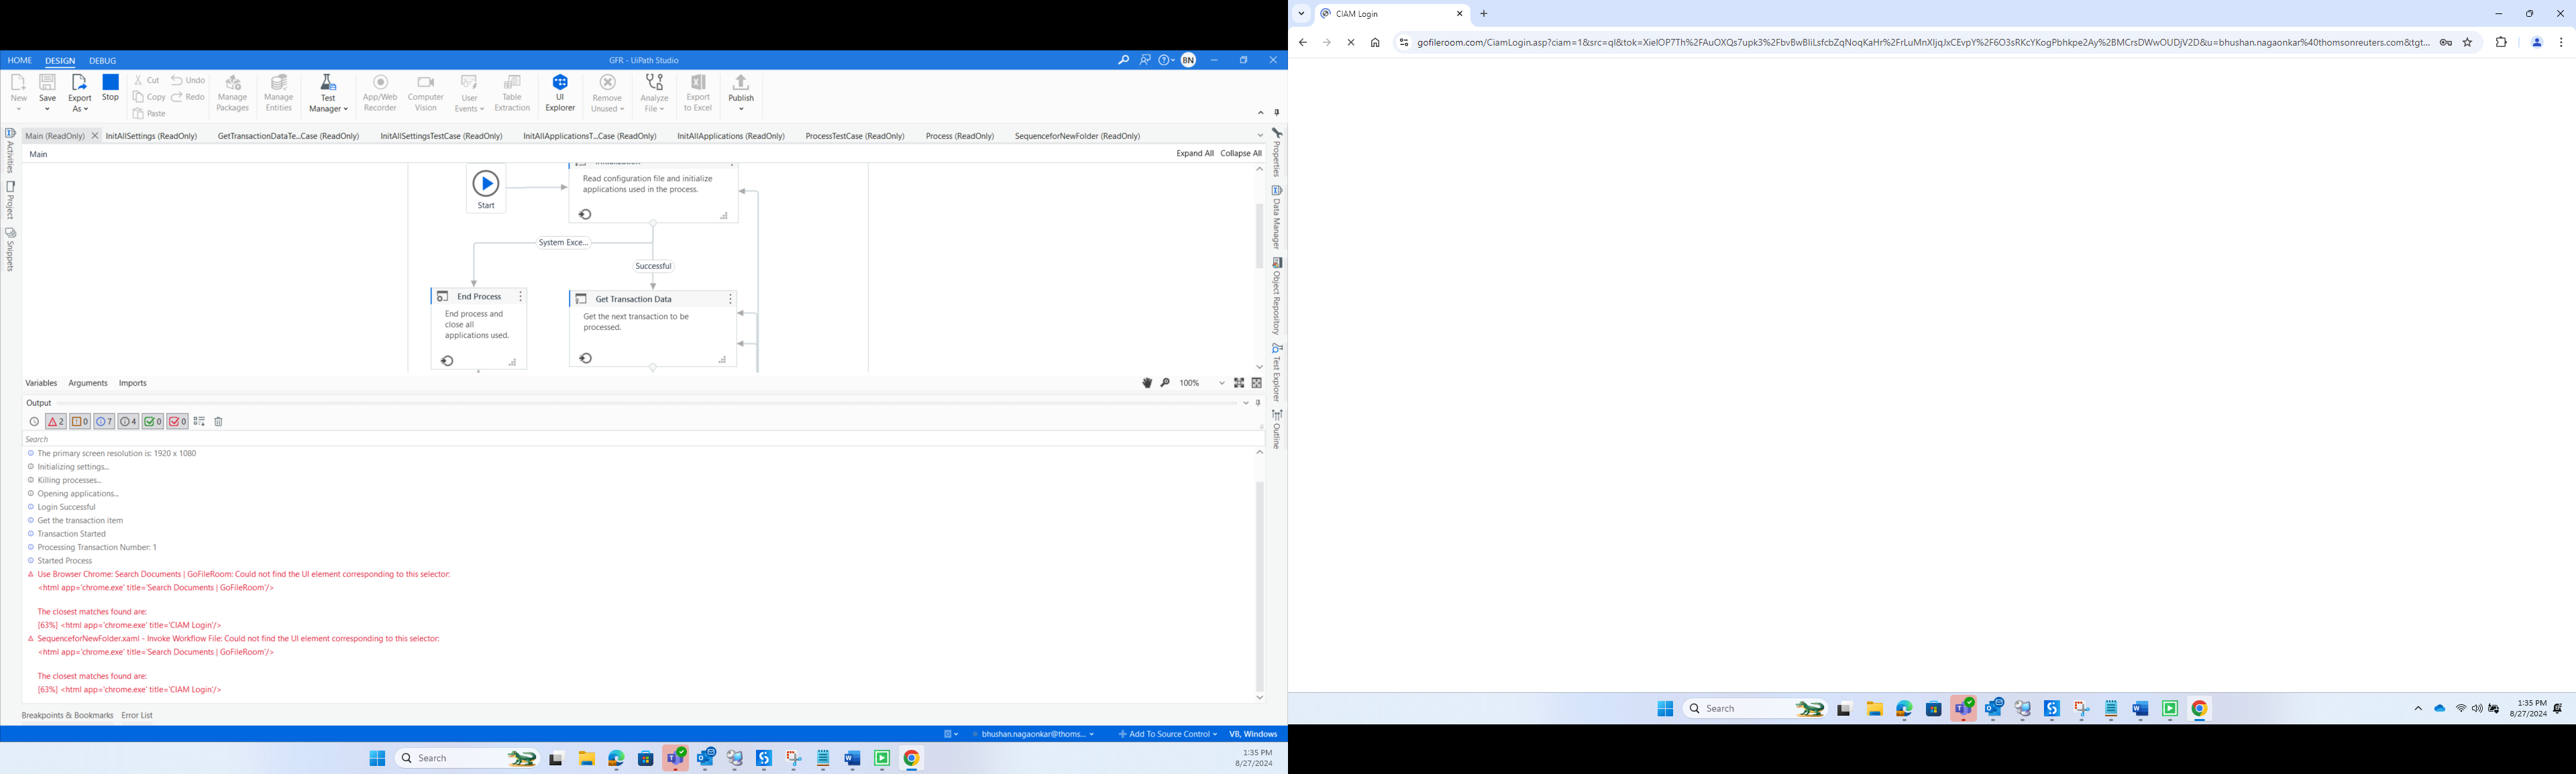 HOME DESIGN DEBUG
GFR - UiPath Studio
BN
New
Save
Export As
Stop
Cut
Copy
Paste
Undo
Redo
Manage Packages
Manage Entities
Test Manager
App/Web Recorder
Computer Vision
User Events
Table Extraction
UI Explorer
Remove Unused
Analyze File
Export to Excel
Publish
Main (ReadOnly) InitAllSettings (ReadOnly) GetTransactionDataTe...Case (ReadOnly) InitAllSettingsTestCase (ReadOnly) InitAllApplicationsT...Case (ReadOnly) InitAllApplications (ReadOnly) ProcessTestCase (ReadOnly) Process (ReadOnly) SequenceforNewFolder (ReadOnly)
Main
Expand All Collapse All
Activities
Project
Snippets
Start
Read configuration file and initialize
applications used in the process.
System Exce...
Successful
End Process
End process and
close all
applications used.
Get Transaction Data
Get the next transaction to be
processed.
Properties
Data Manager
Object Repository
Test Explorer
Outline
Variables Arguments Imports
100%
Output
2 0 7 4 0 0
Search
The primary screen resolution is: 1920 x 1080
Initializing settings...
Killing processes...
Opening applications...
Login Successful
Get the transaction item
Transaction Started
Processing Transaction Number: 1
Started Process
Use Browser Chrome: Search Documents | GoFileRoom: Could not find the UI element corresponding to this selector:
<html app='chrome.exe' title='Search Documents | GoFileRoom'/>
The closest matches found are:
[63%] <html app='chrome.exe' title='CIAM Login'/>
SequenceforNewFolder.xaml - Invoke Workflow File: Could not find the UI element corresponding to this selector:
<html app='chrome.exe' title='Search Documents | GoFileRoom'/>
The closest matches found are:
[63%] <html app='chrome.exe' title='CIAM Login'/>
Breakpoints & Bookmarks Error List
bhushan.nagaonkar@thoms... Add To Source Control VB, Windows
Search
1:35 PM
8/27/2024
CIAM Login
gofileroom.com/CiamLogin.asp?ciam=1&src=ql&tok=XielOP7Th%2FAuOXQs7upk3%2FbvBwBliLsfcbZqNoqKaHr%2FrLuMnXIjqJxCEvpY%2F6O3sRKcYKogPbhkpe2Ay%2BMCrsDWwOUDjV2D&u=bhushan.nagaonkar%40thomsonreuters.com&tgt...
Search
1:35 PM
8/27/2024